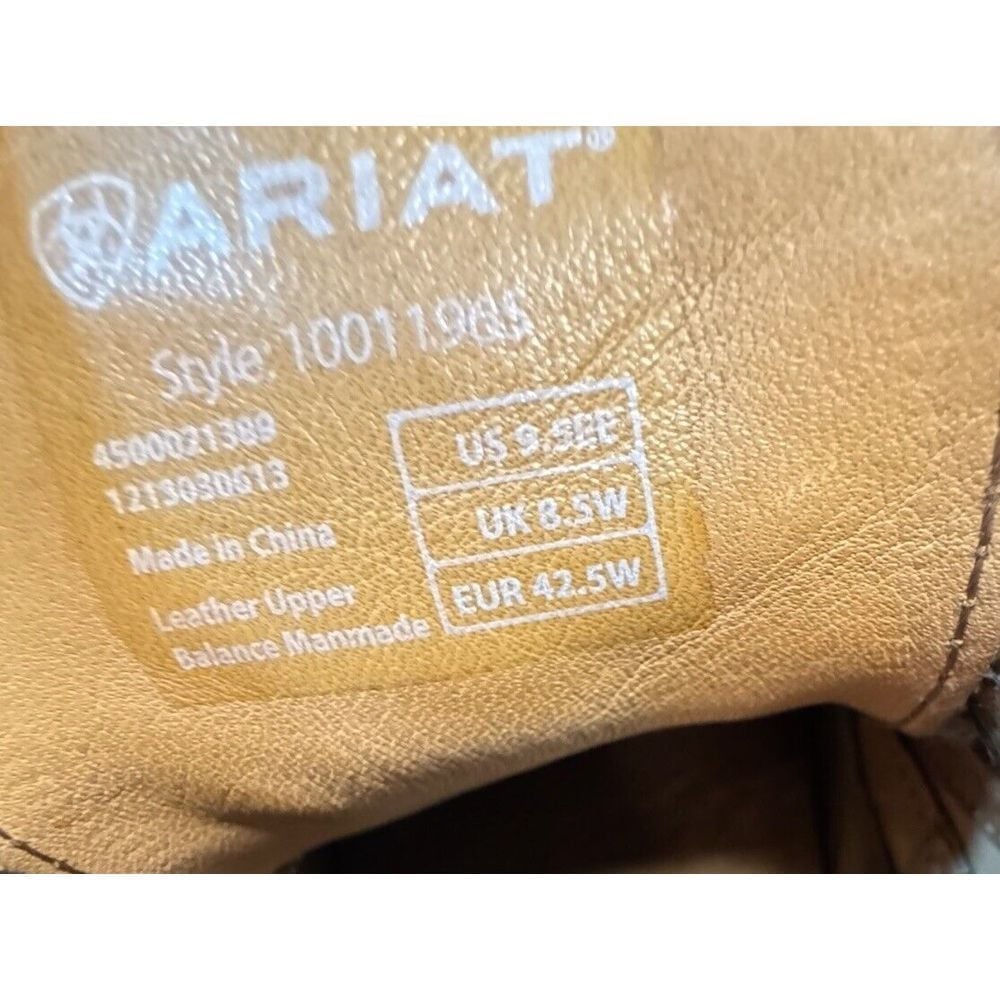 ARIAT®
Style: 10011965
4500021389
1213030613
Made in China
Leather Upper
Balance Manmade
US 9.5EE
UK 8.5W
EUR 42.5W